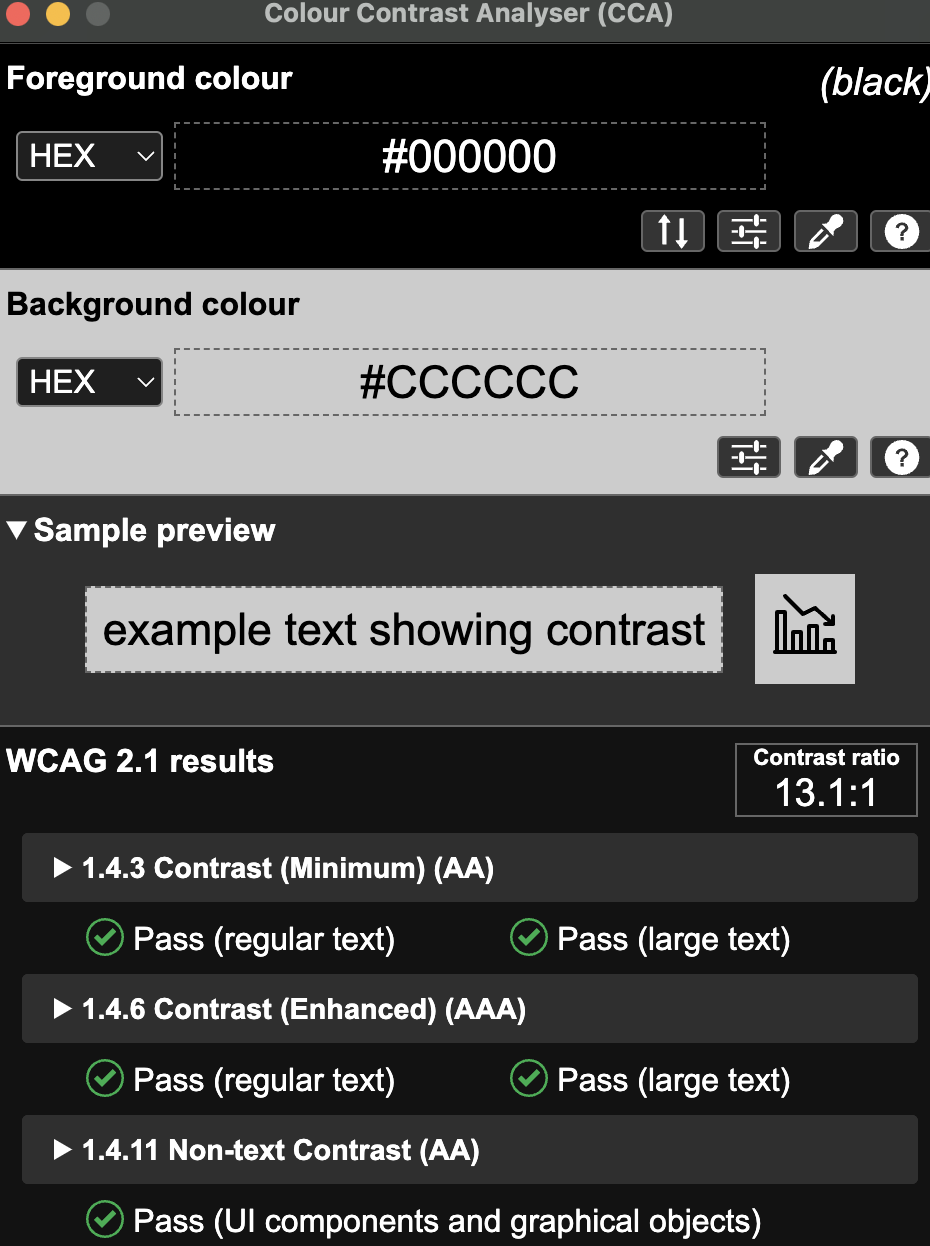 Colour Contrast Analyser (CCA)
Foreground colour
(black)
HEX
#000000
?
Background colour
HEX
#CCCCCC
?
Sample preview
example text showing contrast
WCAG 2.1 results
Contrast ratio
13.1:1
1.4.3 Contrast (Minimum) (AA)
Pass (regular text) Pass (large text)
1.4.6 Contrast (Enhanced) (AAA)
Pass (regular text) Pass (large text)
1.4.11 Non-text Contrast (AA)
Pass (UI components and graphical objects)